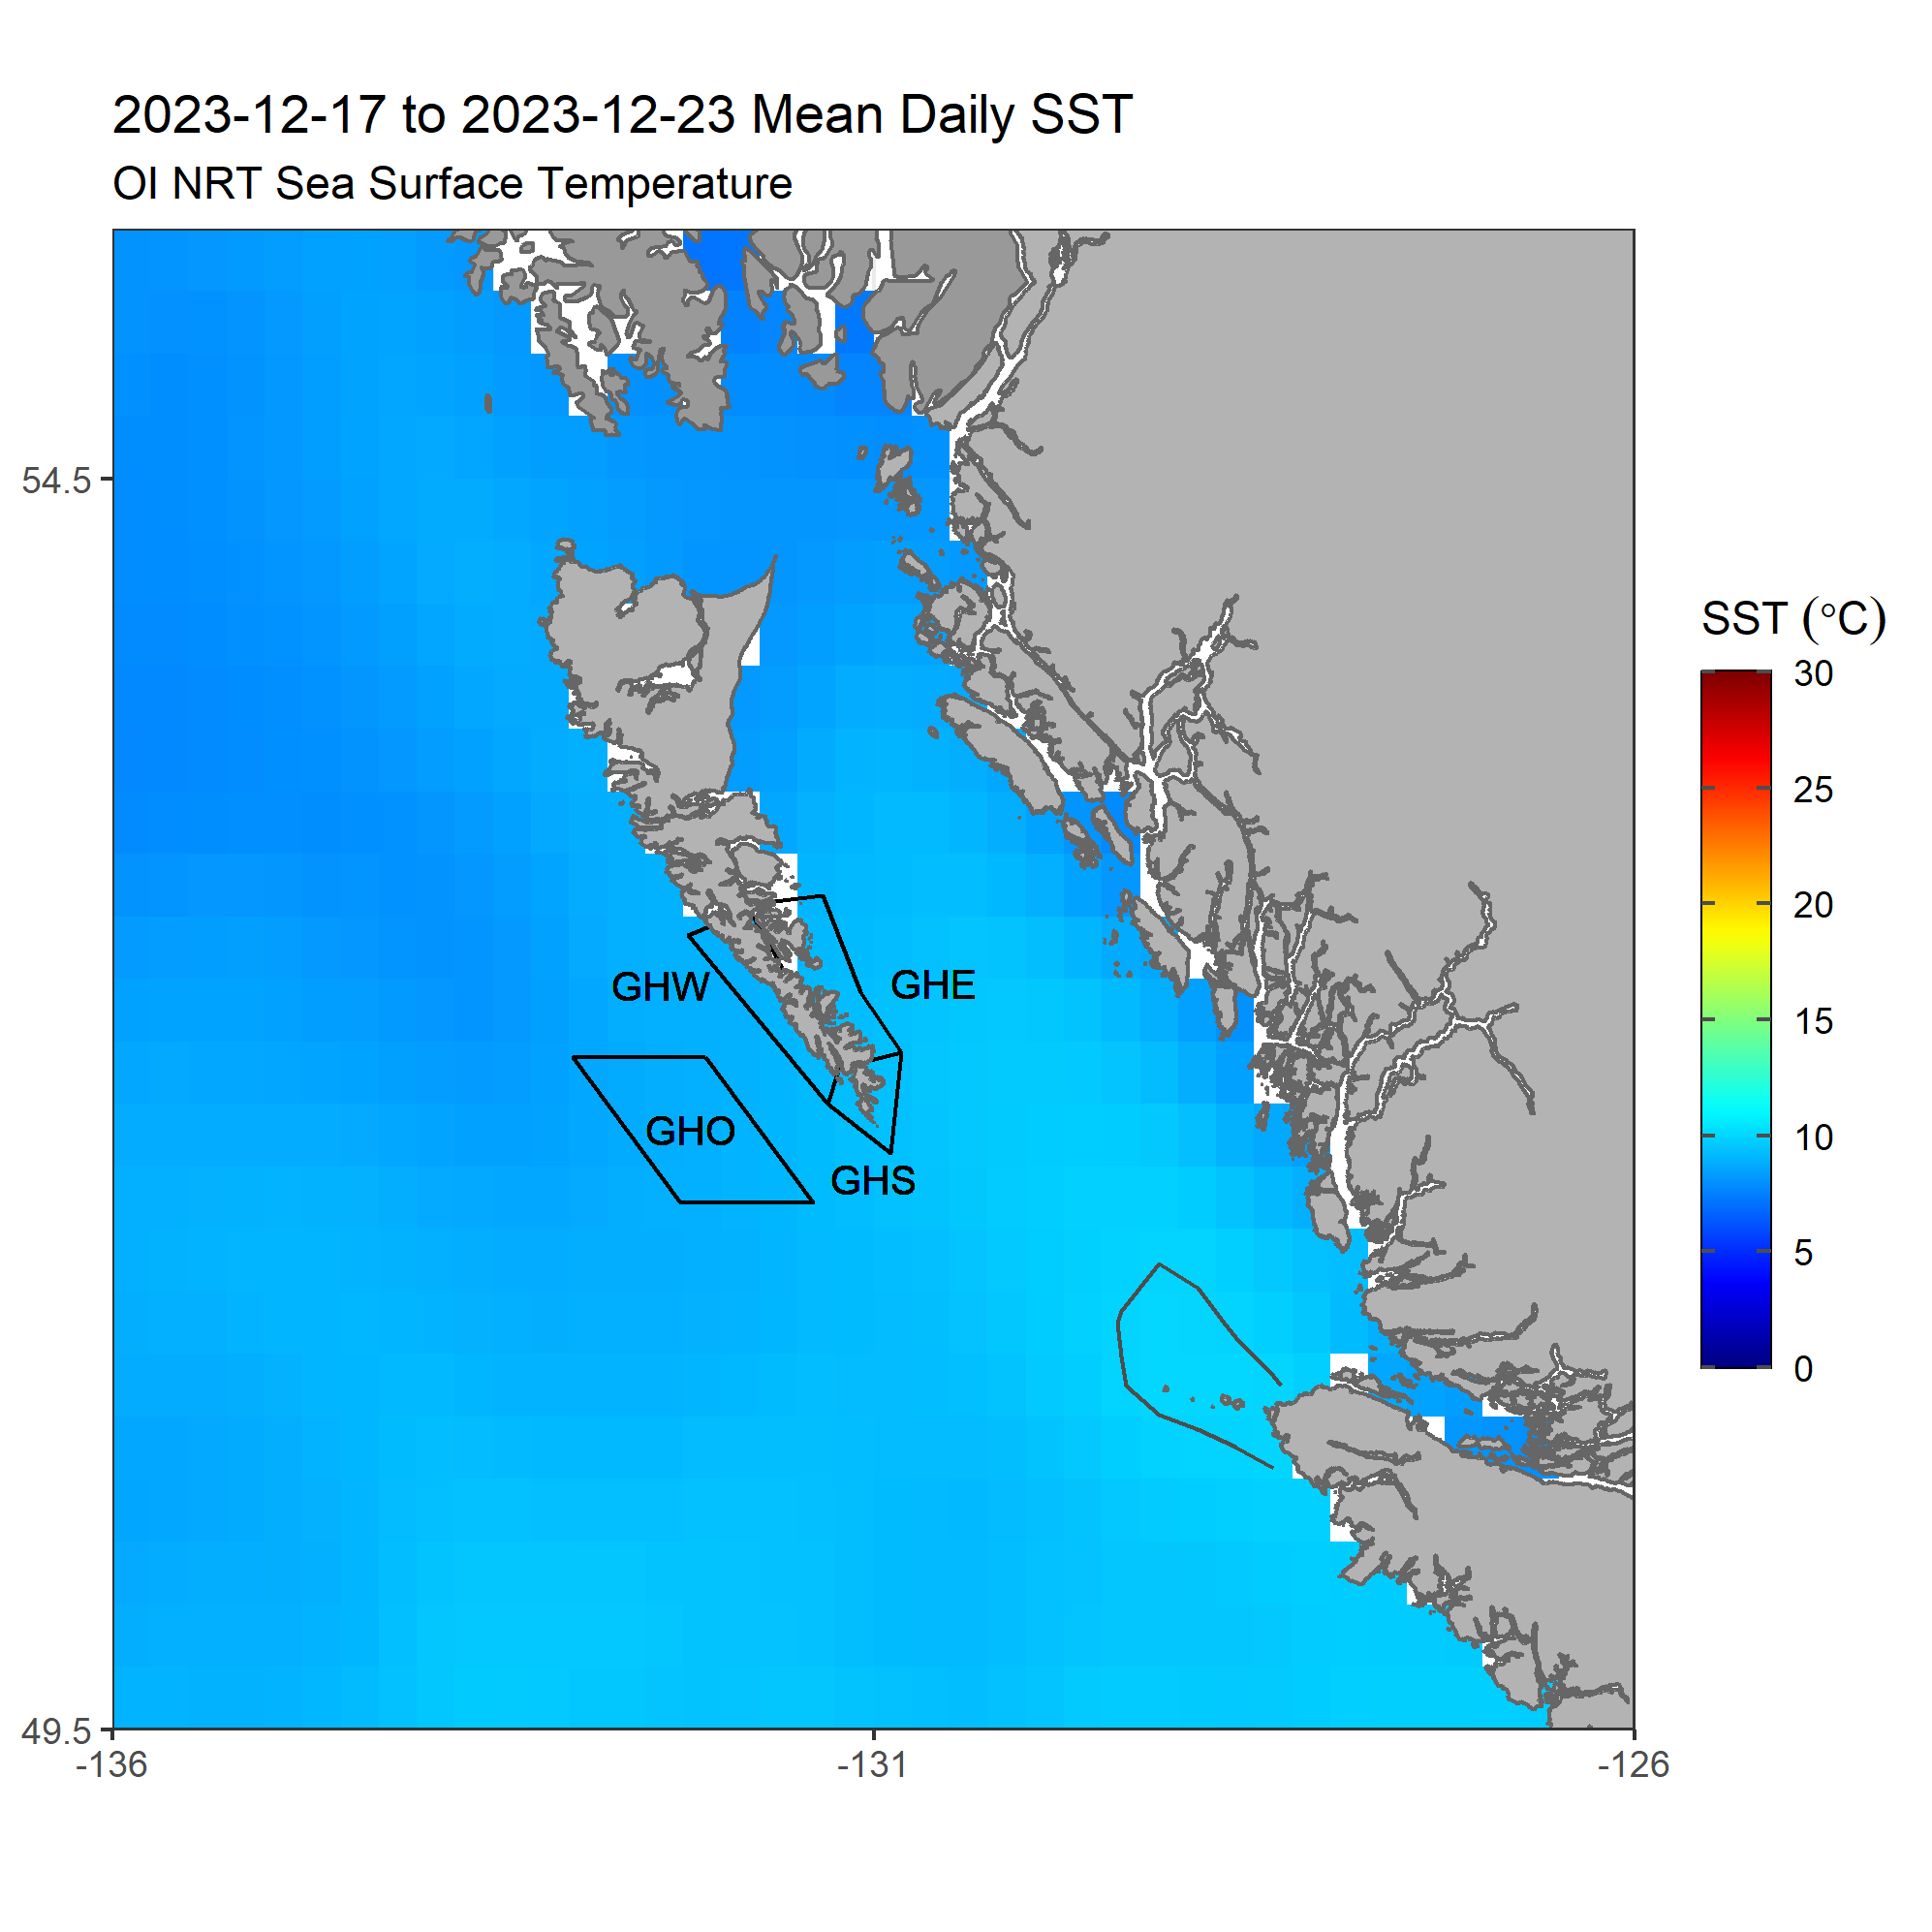 2023-12-17 to 2023-12-23 Mean Daily SST
OI NRT Sea Surface Temperature
54.5
49.5
-136
-131
-126
GHW
GHE
GHO
GHS
SST (°C)
30
25
20
15
10
5
0